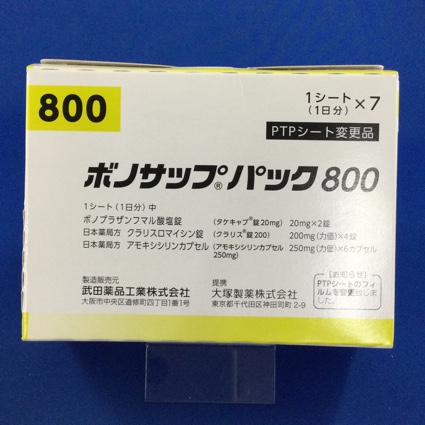 800
1シート×7
(1日分)
PTPシート変更品
ボノサップ®パック800
1シート(1日分)中
ボノプラザンフマル酸塩錠 (タケキャブ®錠20mg) 20mg×2錠
日本薬局方 クラリスロマイシン錠 (クラリス®錠200) 200mg(力価)×4錠
日本薬局方 アモキシシリンカプセル (アモキシシリンカプセル 250mg(力価)×6カプセル
250mg)
【お知らせ】
PTPシートのフィ
ルムを変更致しま
した。
製造販売元
武田薬品工業株式会社
大阪市中央区道修町四丁目1番1号
提携
大塚製薬株式会社
東京都千代田区神田司町2-9